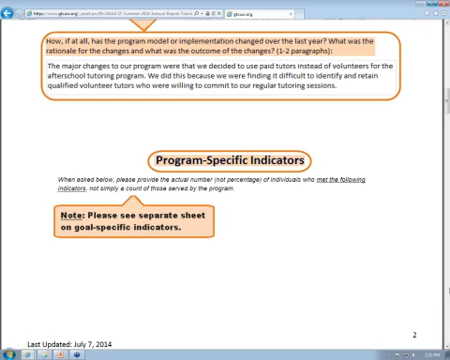 How, if at all, has the program model or implementation changed over the last year? What was the
rationale for the changes and what was the outcome of the changes? (1-2 paragraphs):
The major changes to our program were that we decided to use paid tutors instead of volunteers for the
afterschool tutoring program. We did this because we were finding it difficult to identify and retain
qualified volunteer tutors who were willing to commit to our regular tutoring sessions.
Program-Specific Indicators
When asked below, please provide the actual number (not percentage) of individuals who met the following
indicators, not simply a count of those served by the program.
Note: Please see separate sheet
on goal-specific indicators.
2
Last Updated: July 7, 2014